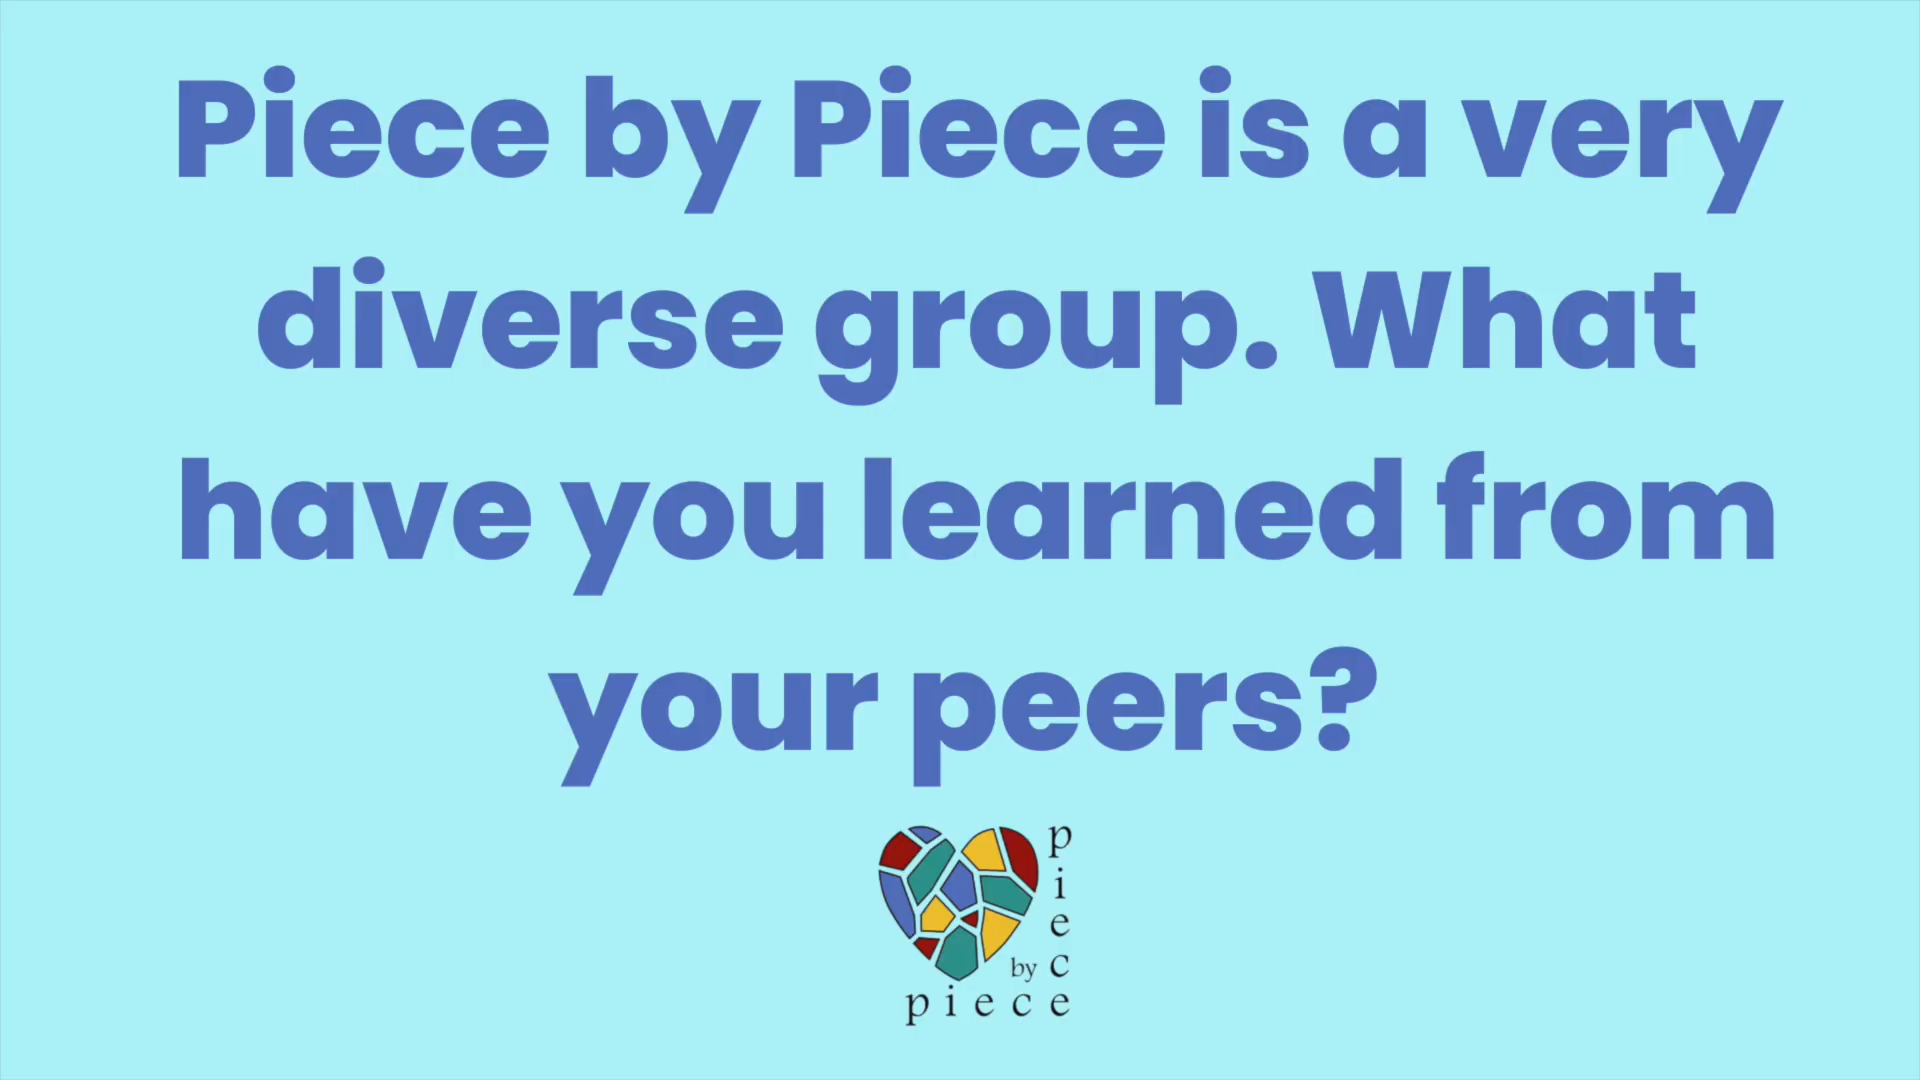 Piece by Piece is a very
diverse group. What
have you learned from
your peers?
piece
by
piece